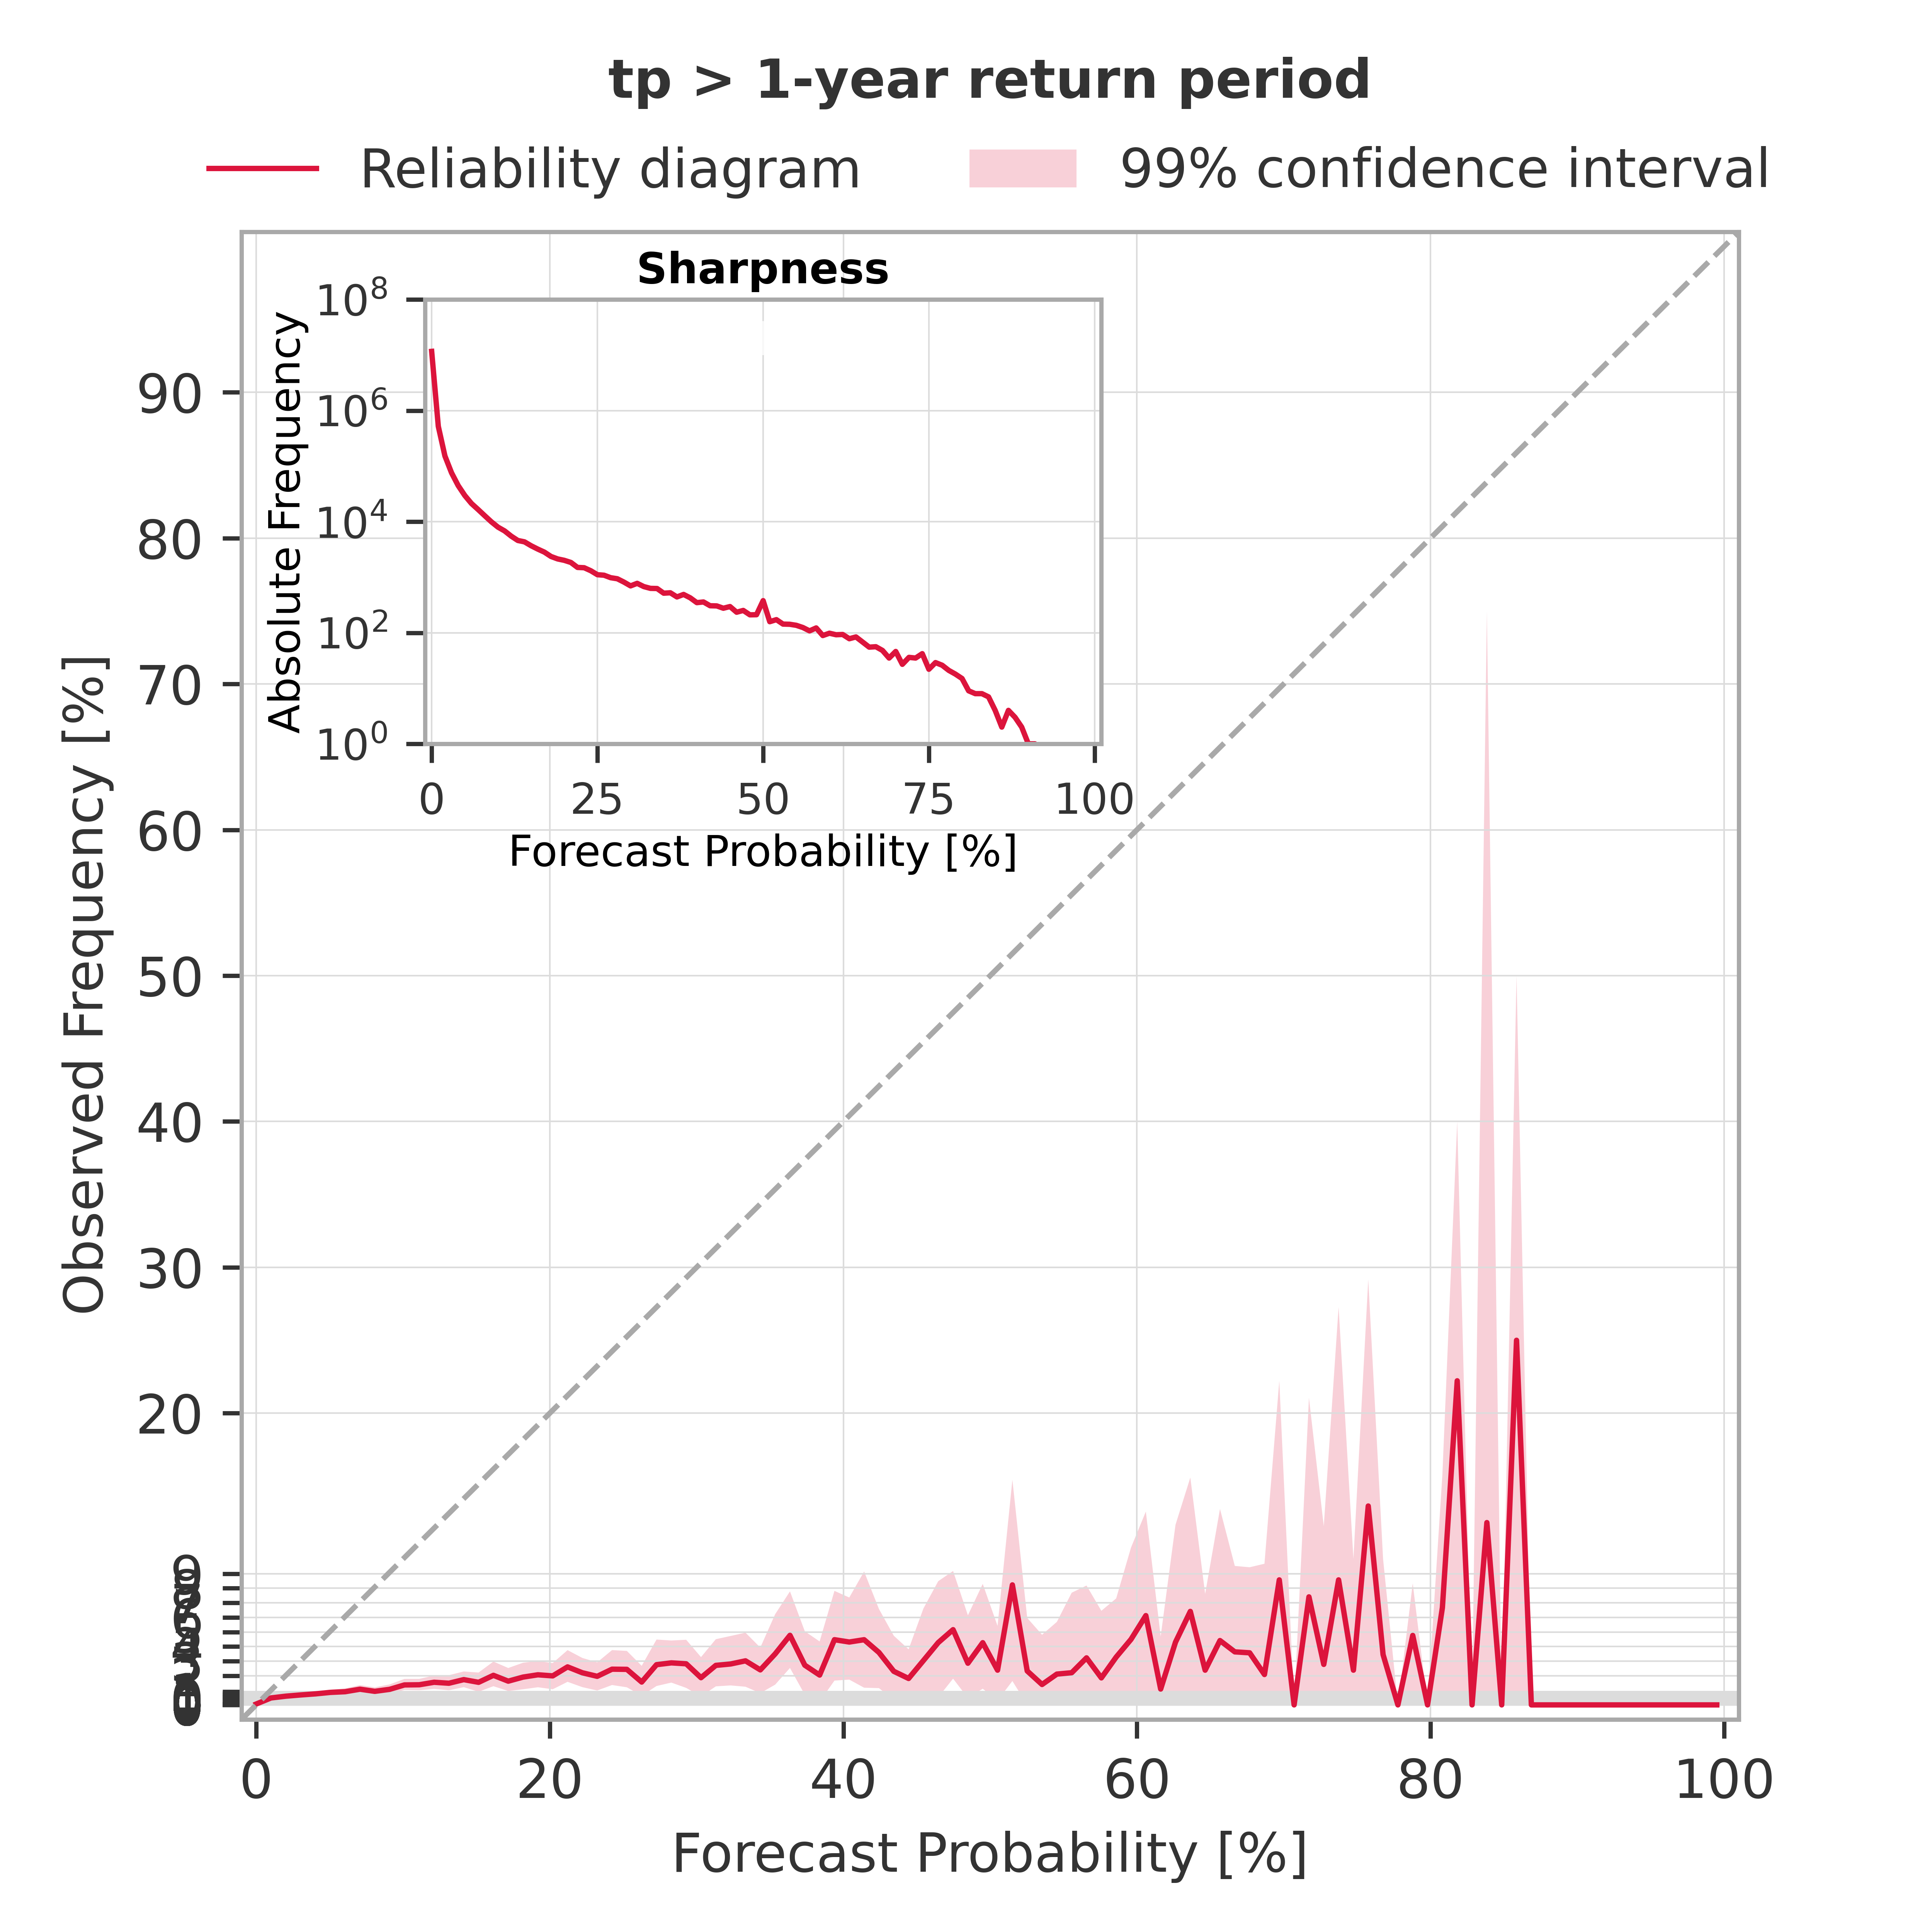 tp > 1-year return period
Reliability diagram
99% confidence interval
Sharpness
Absolute Frequency
10^8
10^6
10^4
10^2
10^0
0 25 50 75 100
Forecast Probability [%]
Observed Frequency [%]
90
80
70
60
50
40
30
20
9
0 20 40 60 80 100
Forecast Probability [%]